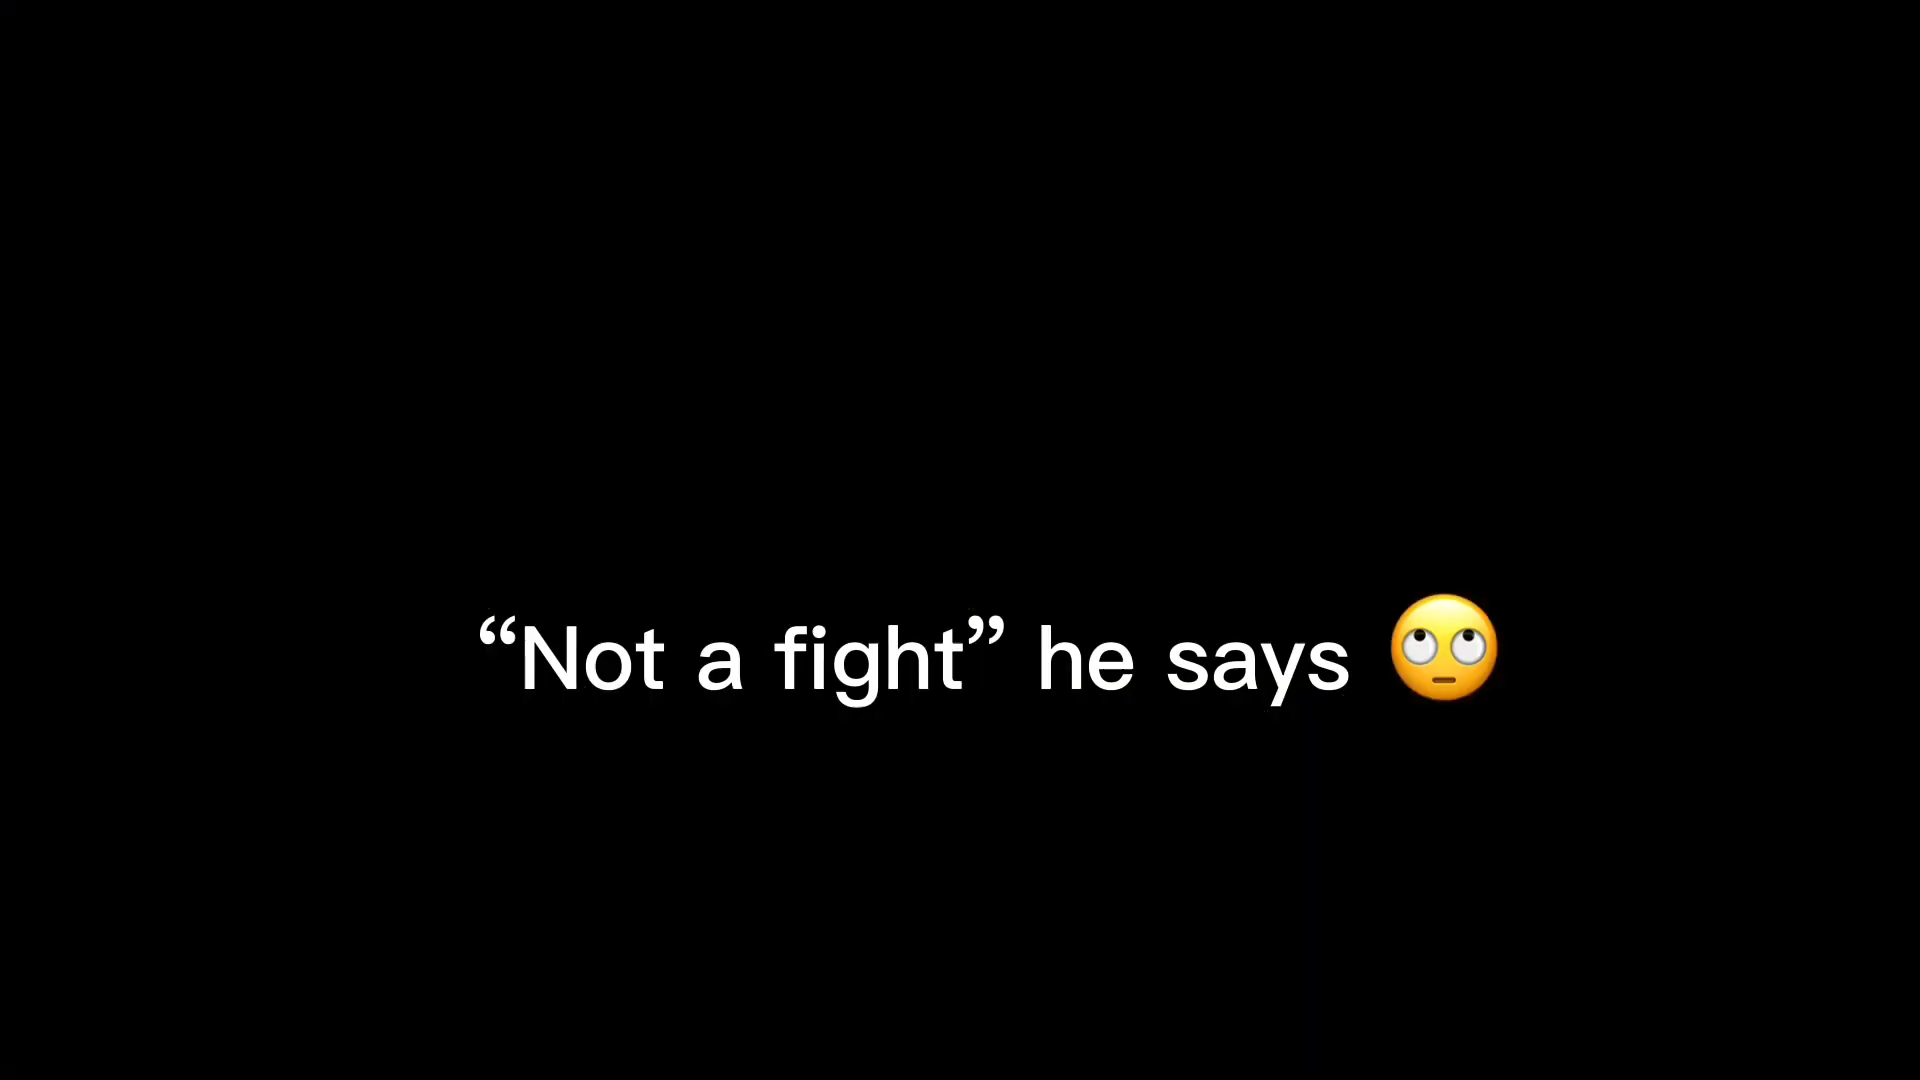 “Not a fight” he says 🙄